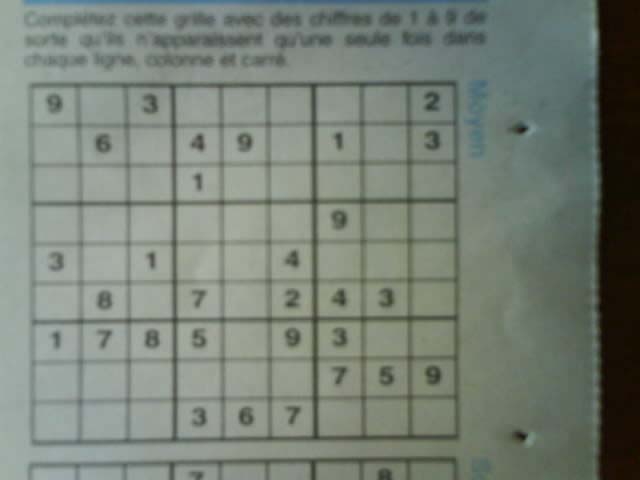 Complétez cette grille avec des chiffres de 1 à 9 de
sorte qu'ils n'apparaissent qu'une seule fois dans
chaque ligne, colonne et carré.
Moyen
9 3 2
6 4 9 1 3
1
9
3 1 4
8 7 2 4 3
1 7 8 5 9 3
7 5 9
3 6 7
7 8